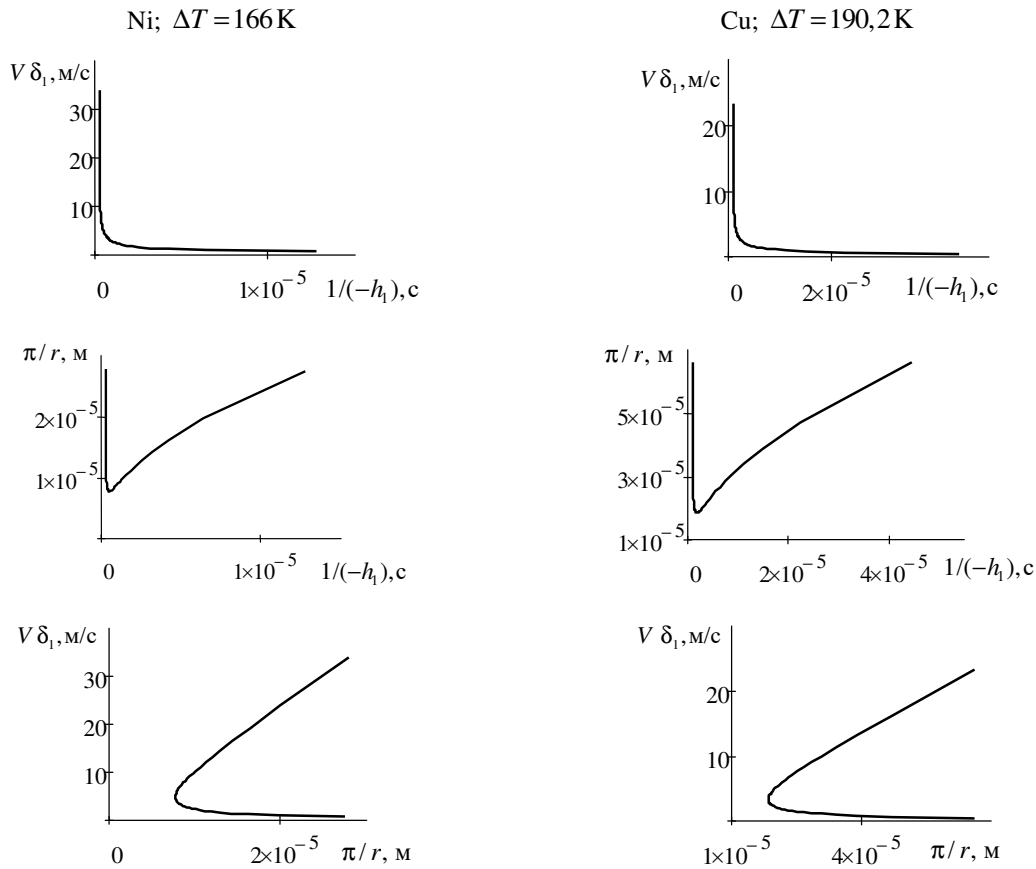 Ni; ΔT = 166 K
Cu; ΔT = 190,2 K
V δ₁, м/с
30
20
10
0
1×10⁻⁵
1/(−h₁), с
V δ₁, м/с
20
10
0
2×10⁻⁵
1/(−h₁), с
π/r, м
2×10⁻⁵
1×10⁻⁵
0
1×10⁻⁵
1/(−h₁), с
π/r, м
5×10⁻⁵
3×10⁻⁵
1×10⁻⁵
0
2×10⁻⁵
4×10⁻⁵
1/(−h₁), с
V δ₁, м/с
30
20
10
0
2×10⁻⁵
π/r, м
V δ₁, м/с
20
10
1×10⁻⁵
4×10⁻⁵
π/r, м